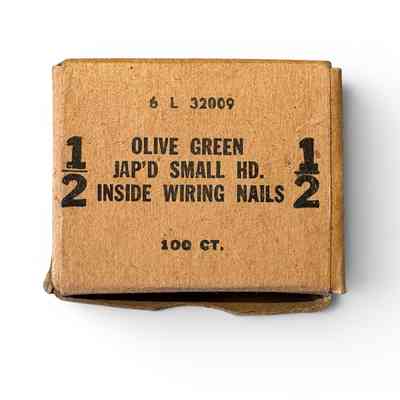 6 L 32009
OLIVE GREEN
1/2 JAP'D SMALL HD. 1/2
INSIDE WIRING NAILS
100 CT.